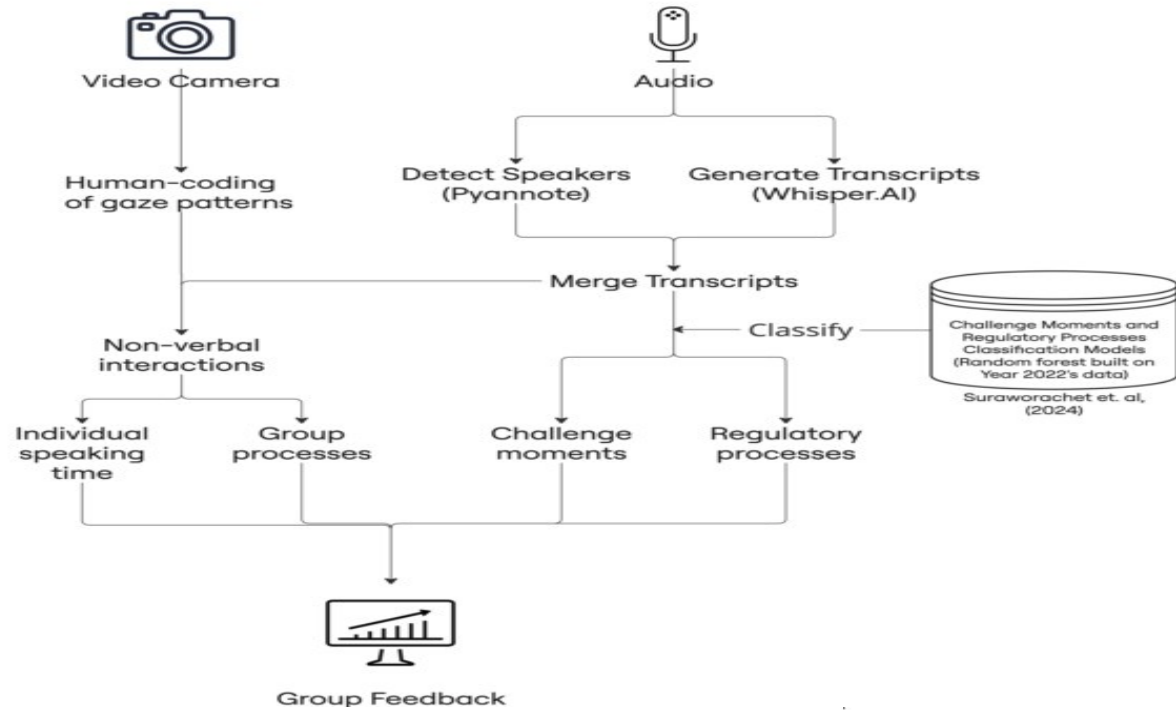 Video Camera
Audio
Human-coding
of gaze patterns
Detect Speakers
(Pyannote)
Generate Transcripts
(Whisper.AI)
Merge Transcripts
Classify
Challenge Moments and
Regulatory Processes
Classification Models
(Random forest built on
Year 2022's data)
Suraworachet et. al,
(2024)
Non-verbal
interactions
Individual
speaking
time
Group
processes
Challenge
moments
Regulatory
processes
Group Feedback